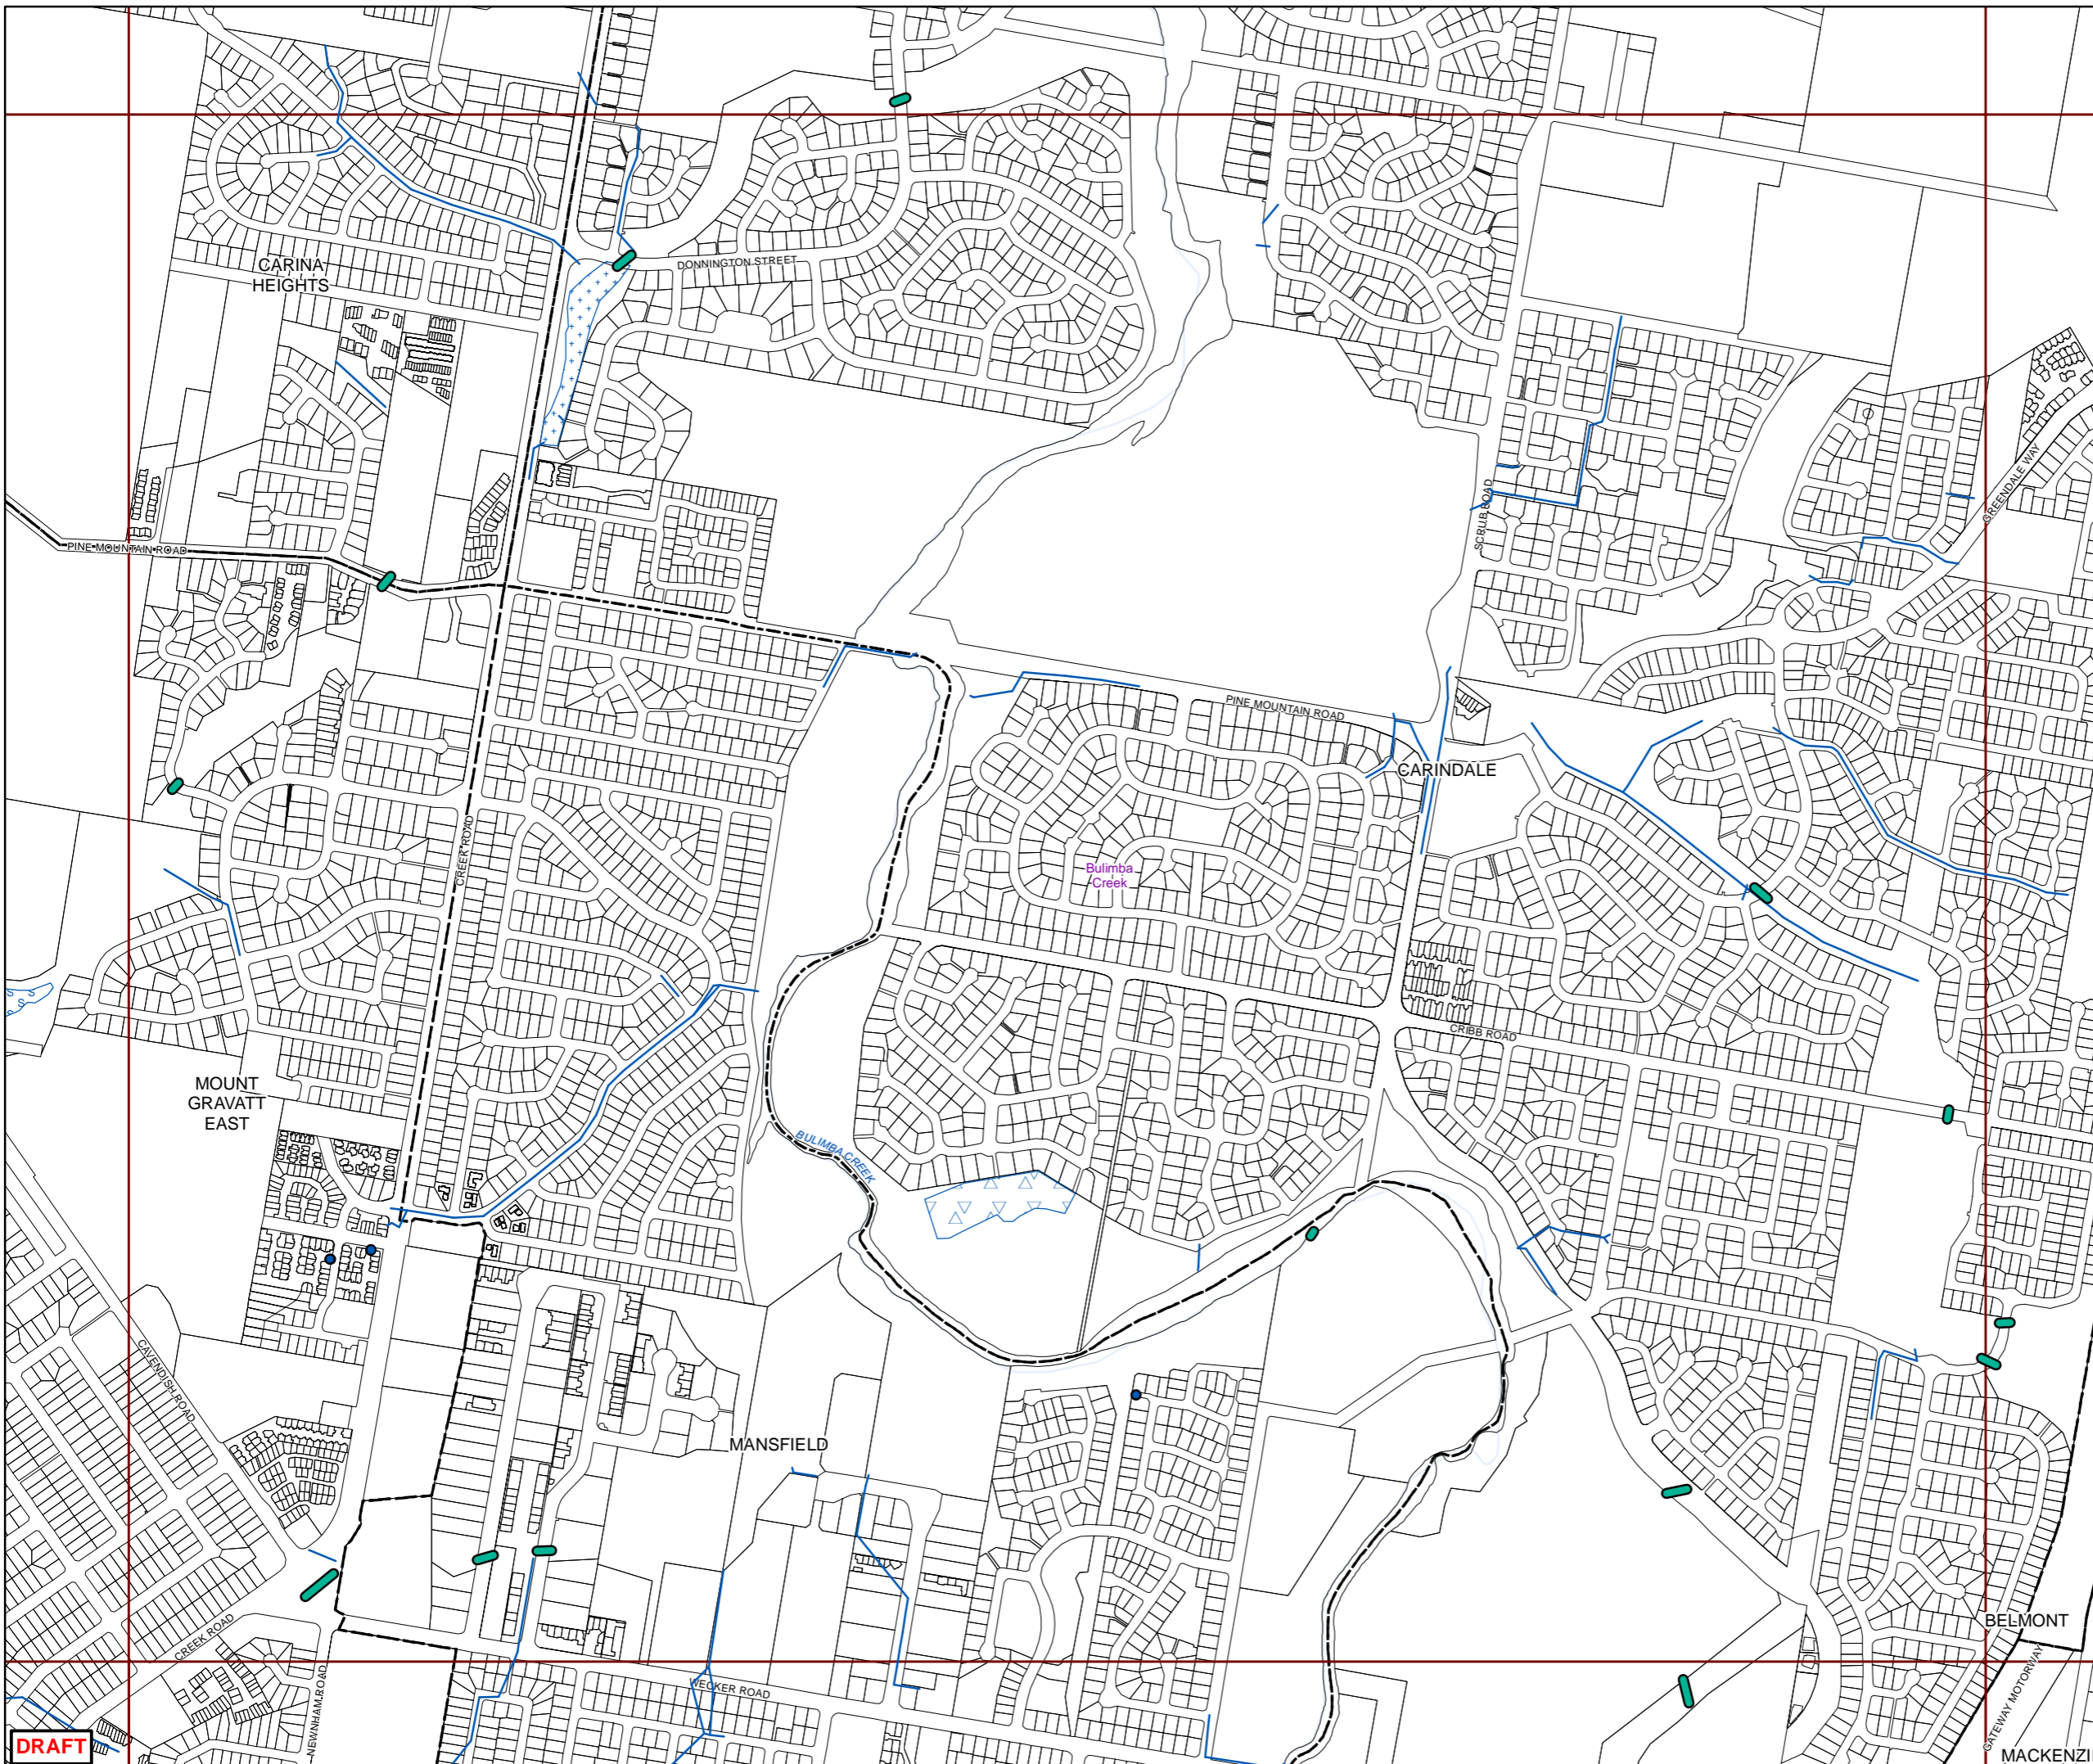 CARINA
HEIGHTS
DONNINGTON STREET
SCRUB ROAD
GREENDALE WAY
PINE MOUNTAIN ROAD
PINE MOUNTAIN ROAD
CARINDALE
CREEK ROAD
Bulimba
Creek
CRIBB ROAD
MOUNT
GRAVATT
EAST
BULIMBA CREEK
CAVENDISH ROAD
MANSFIELD
BELMONT
CREEK ROAD
NEWNHAM ROAD
WECKER ROAD
GATEWAY MOTORWAY
DRAFT
MACKENZI